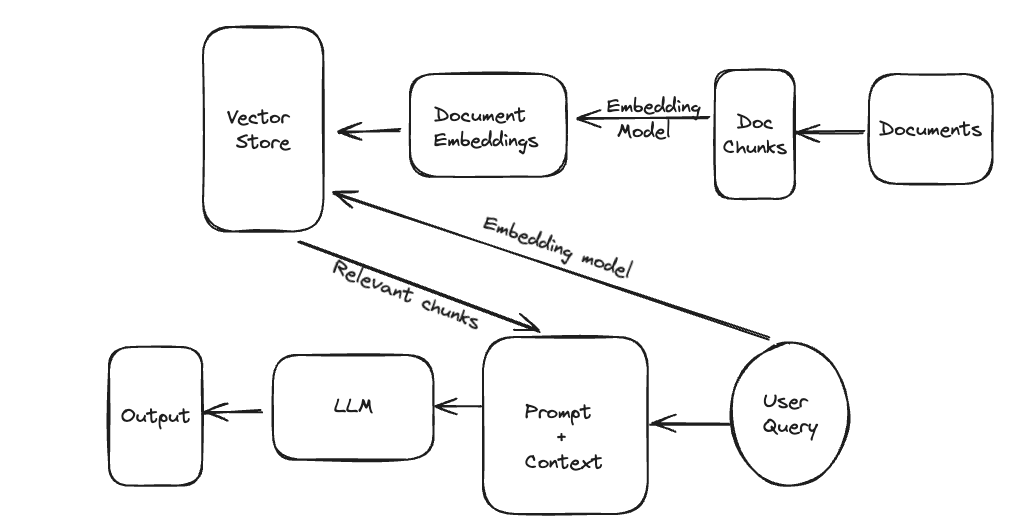 Vector
Store
Document
Embeddings
Embedding
Model
Doc
Chunks
Documents
Embedding model
Relevant chunks
Output
LLM
Prompt
+
Context
User
Query